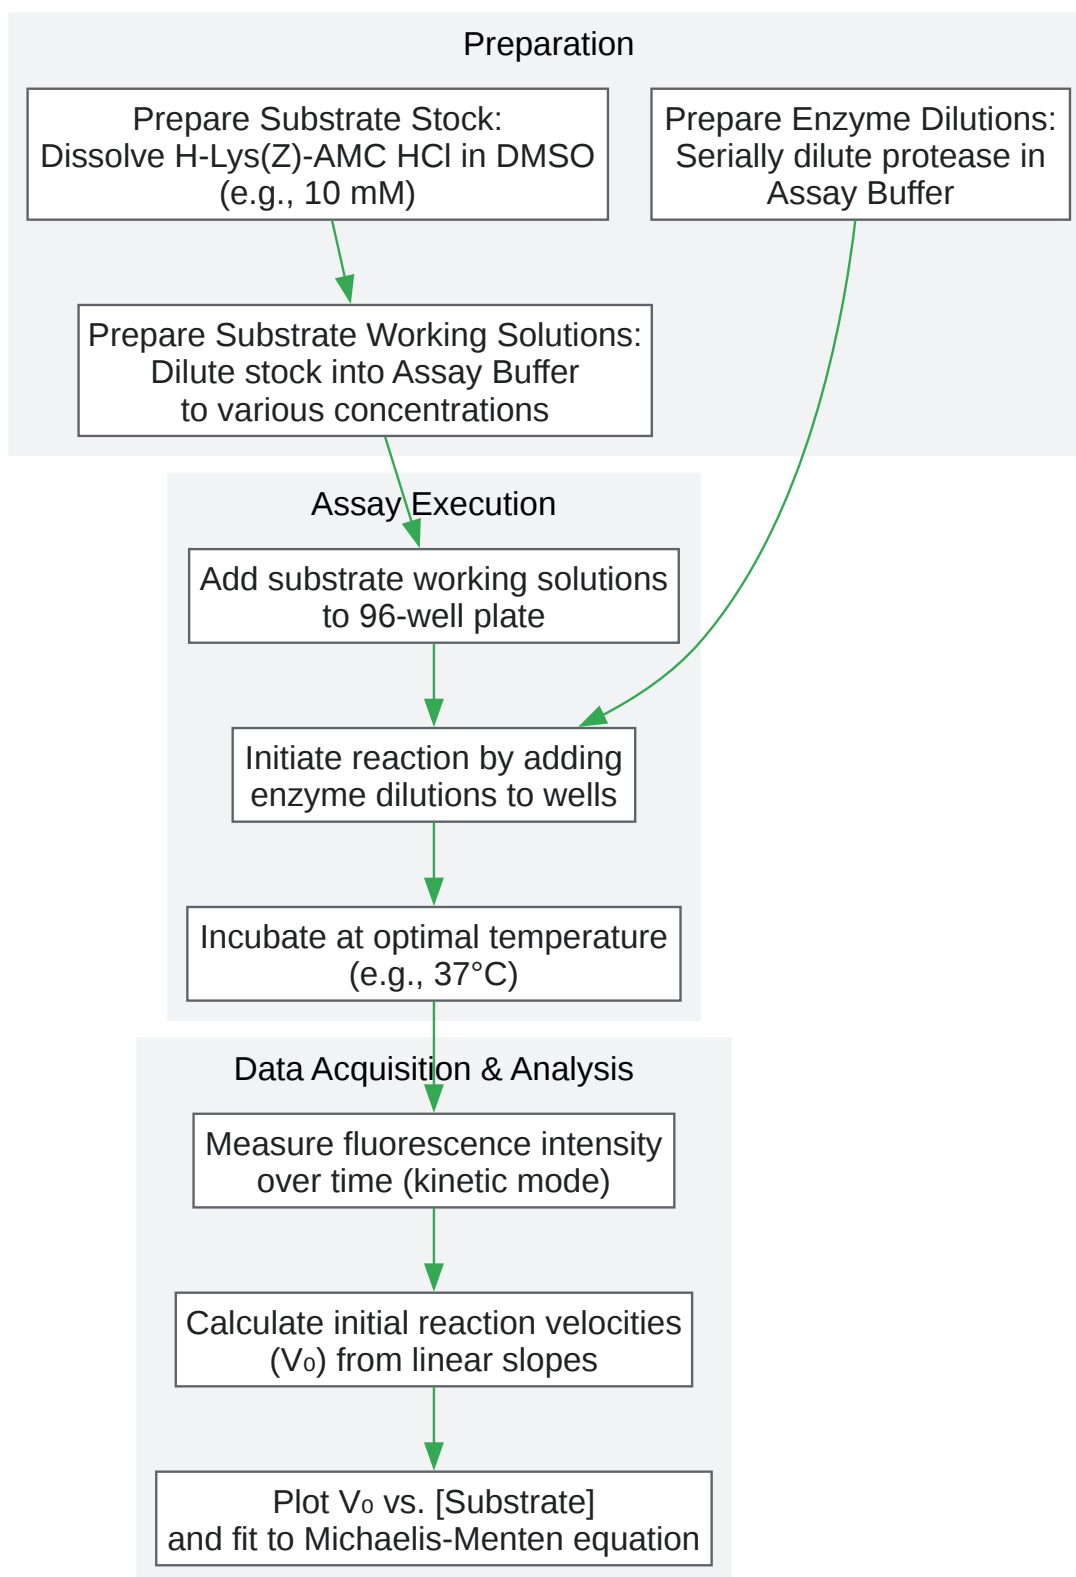 Preparation
Prepare Substrate Stock:
Dissolve H-Lys(Z)-AMC HCl in DMSO
(e.g., 10 mM)
Prepare Enzyme Dilutions:
Serially dilute protease in
Assay Buffer
Prepare Substrate Working Solutions:
Dilute stock into Assay Buffer
to various concentrations
Assay Execution
Add substrate working solutions
to 96-well plate
Initiate reaction by adding
enzyme dilutions to wells
Incubate at optimal temperature
(e.g., 37°C)
Data Acquisition & Analysis
Measure fluorescence intensity
over time (kinetic mode)
Calculate initial reaction velocities
(V₀) from linear slopes
Plot V₀ vs. [Substrate]
and fit to Michaelis-Menten equation